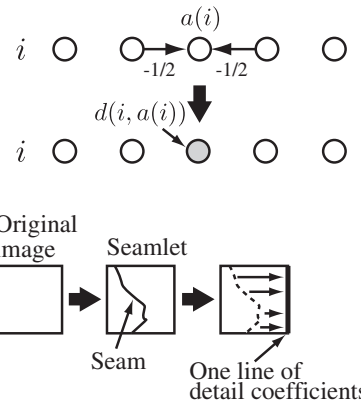 a(i)
i
-1/2 -1/2
d(i, a(i))
i
Original
image Seamlet
Seam
One line of
detail coefficients